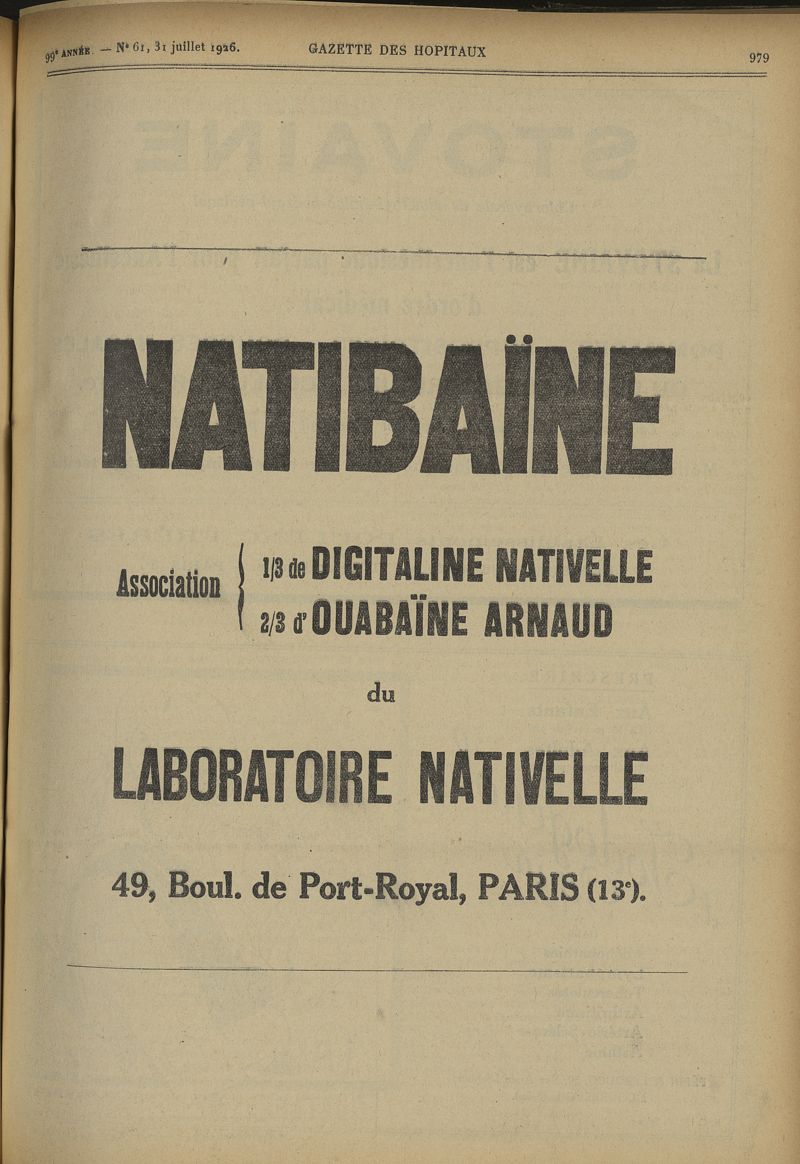 99e ANNÉE. — N° 61, 31 juillet 1926. GAZETTE DES HOPITAUX 979
NATIBAÏNE
Association { 1/3 de DIGITALINE NATIVELLE
2/3 d' OUABAÏNE ARNAUD
du
LABORATOIRE NATIVELLE
49, Boul. de Port-Royal, PARIS (13e).